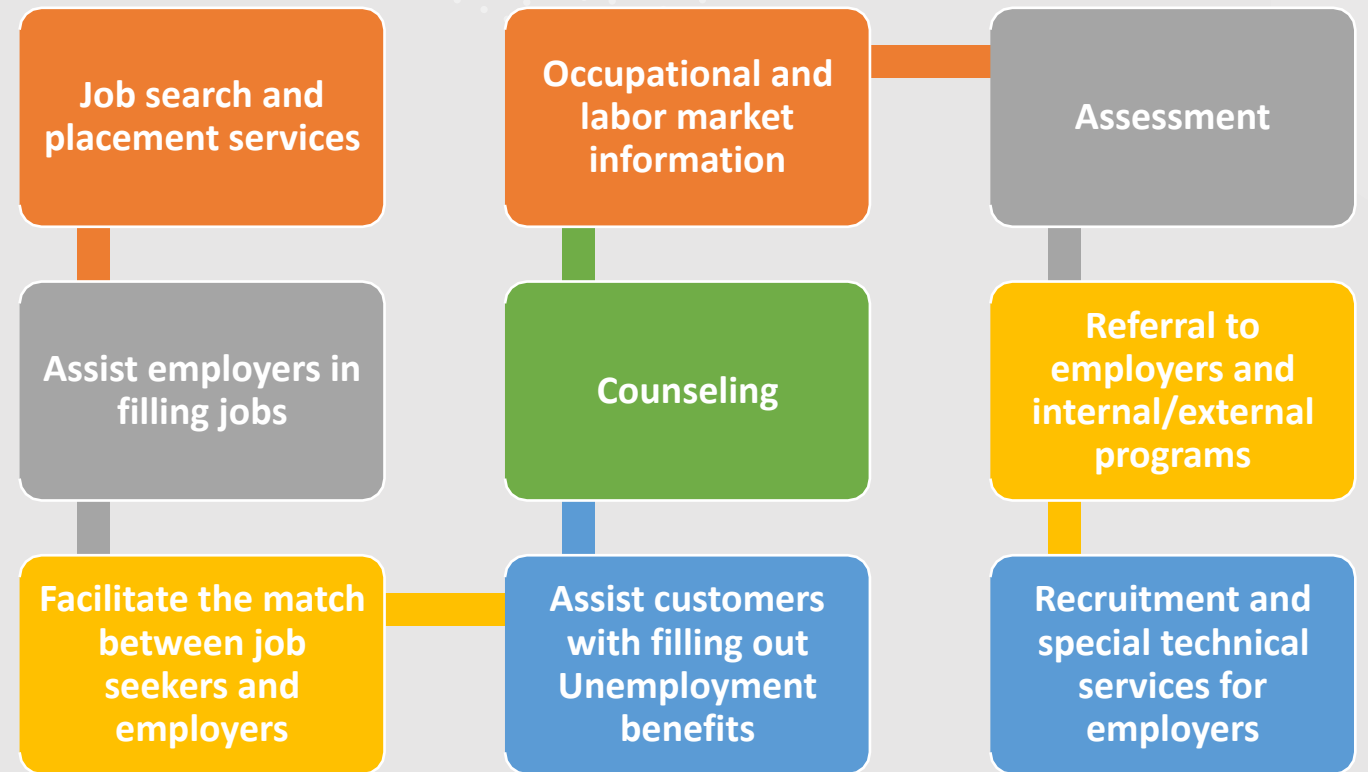 Job search and
placement services
Assist employers in
filling jobs
Facilitate the match
between job
seekers and
employers
Assist customers
with filling out
Unemployment
benefits
Counseling
Occupational and
labor market
information
Assessment
Referral to
employers and
internal/external
programs
Recruitment and
special technical
services for
employers